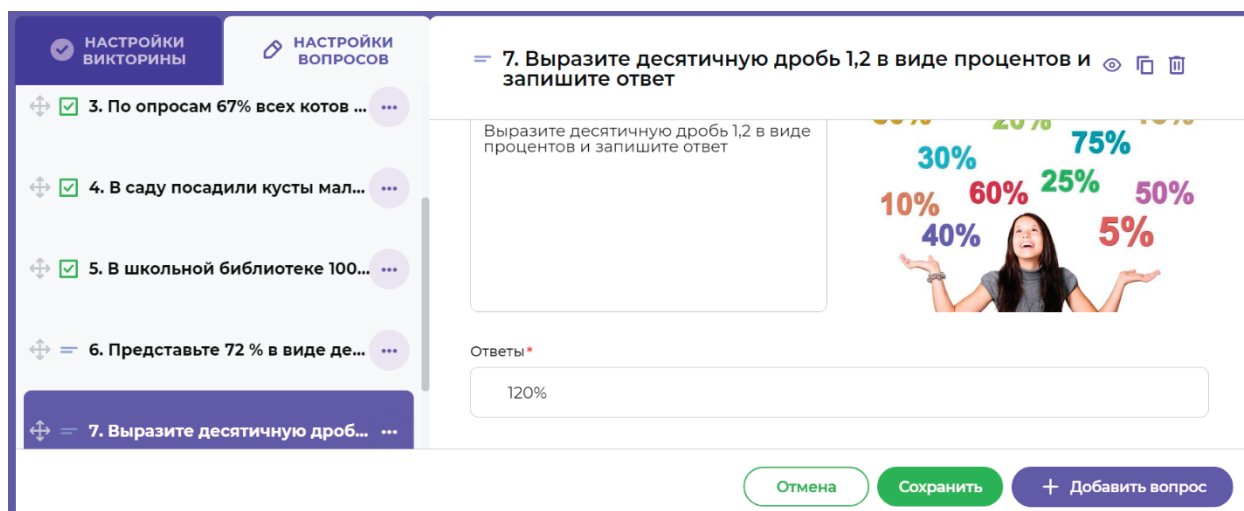 НАСТРОЙКИ
ВИКТОРИНЫ
НАСТРОЙКИ
ВОПРОСОВ
3. По опросам 67% всех котов ...
4. В саду посадили кусты мал...
5. В школьной библиотеке 100...
6. Представьте 72 % в виде де...
7. Выразите десятичную дроб...
7. Выразите десятичную дробь 1,2 в виде процентов и
запишите ответ
Выразите десятичную дробь 1,2 в виде
процентов и запишите ответ
20%
75%
30%
25%
60%
50%
10%
40%
5%
Ответы*
120%
Отмена
Сохранить
+ Добавить вопрос